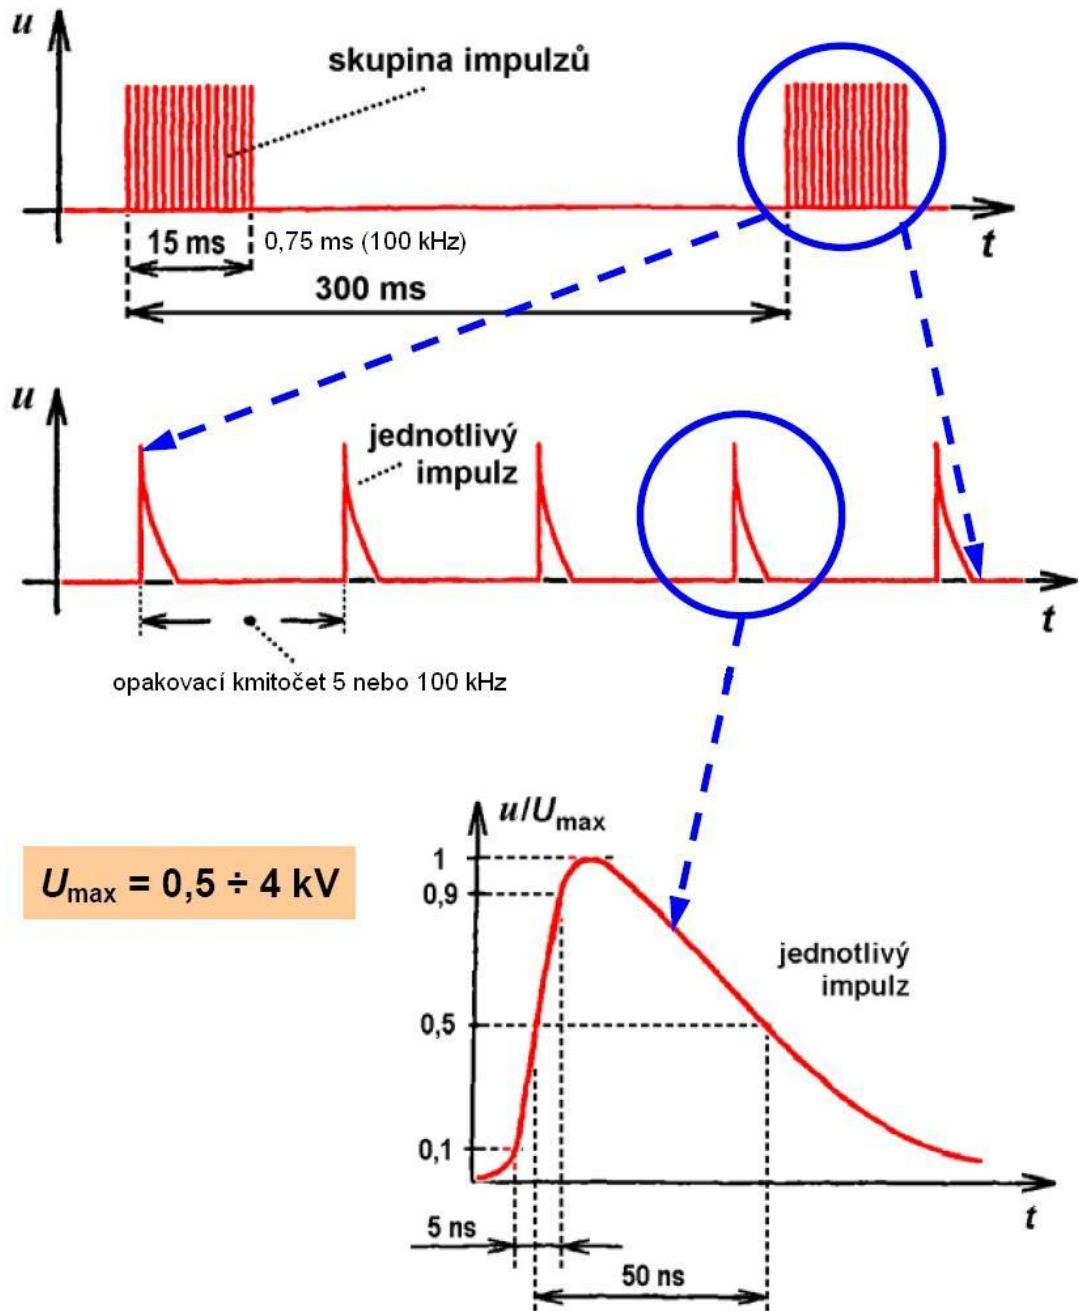 u
skupina impulzů
15 ms
0,75 ms (100 kHz)
t
300 ms
u
jednotlivý
impulz
t
opakovací kmitočet 5 nebo 100 kHz
u/Umax
1
Umax = 0,5 ÷ 4 kV
0,9
jednotlivý
impulz
0,5
0,1
t
5 ns
50 ns